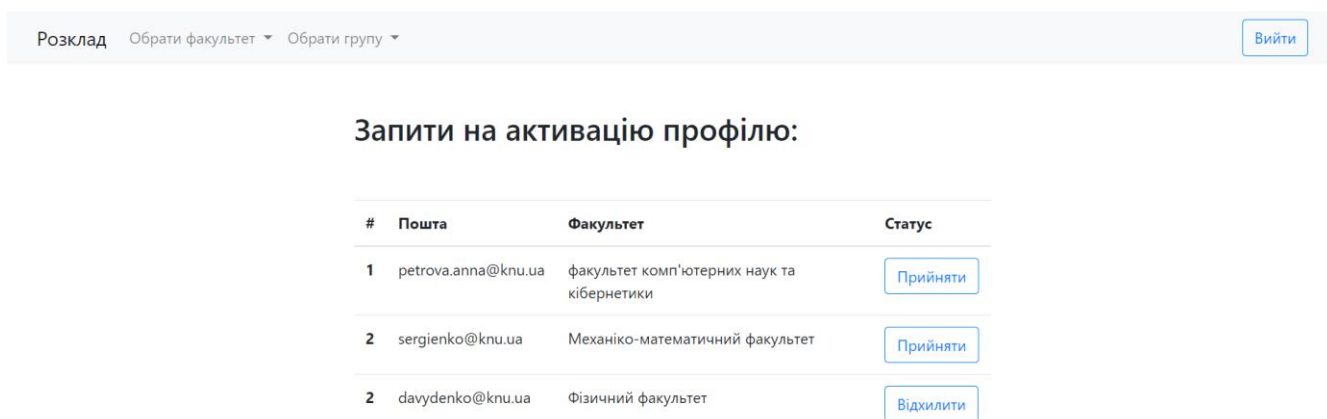 Розклад Обрати факультет Обрати групу Вийти
Запити на активацію профілю:
# Пошта Факультет Статус
1 petrova.anna@knu.ua факультет комп'ютерних наук та Прийняти
кібернетики
2 sergienko@knu.ua Механіко-математичний факультет Прийняти
2 davydenko@knu.ua Фізичний факультет Відхилити